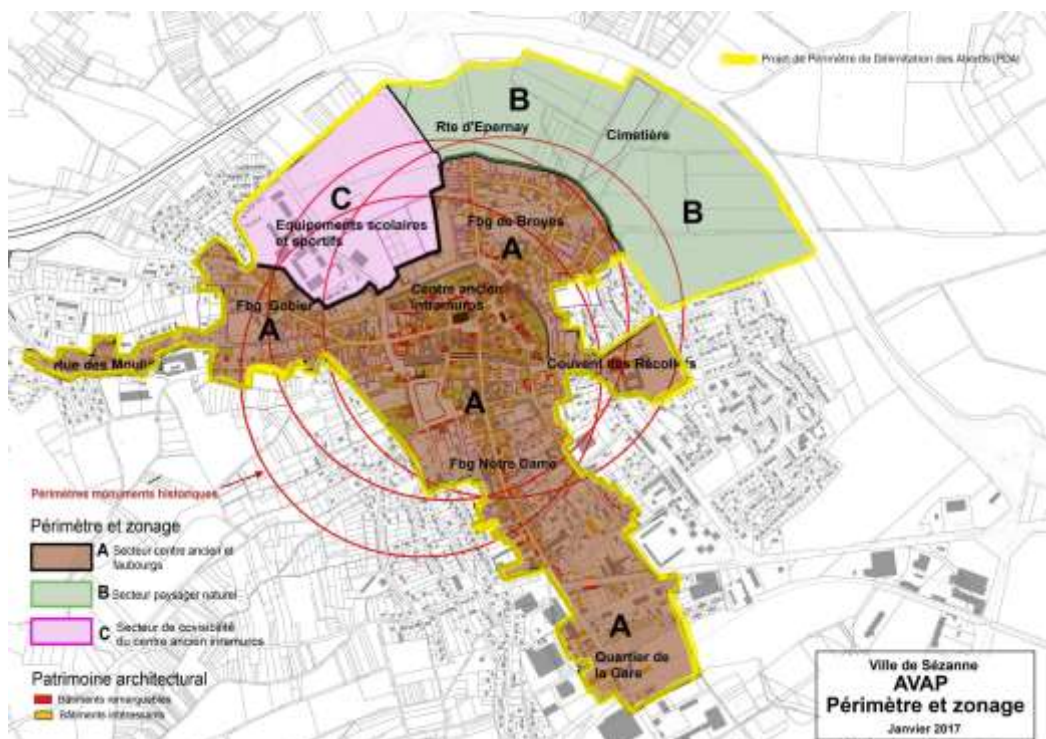 Projet de Périmètre de Délimitation des Abords (PDA)
B
Rte d'Epernay
Cimetière
C
Equipements scolaires
et sportifs
B
Fbg de Broyes
A
Centre ancien
intramuros
Fbg Gobier
A
rue des Moulins
Couvent des Récollets
A
Fbg Notre Dame
Périmètres monuments historiques
Périmètre et zonage
A Secteur centre ancien et
faubourgs
B Secteur paysager naturel
C Secteur de covisibilité
du centre ancien intramuros
Patrimoine architectural
Bâtiments remarquables
Bâtiments intéressants
A
Quartier de
la Gare
Ville de Sézanne
AVAP
Périmètre et zonage
Janvier 2017